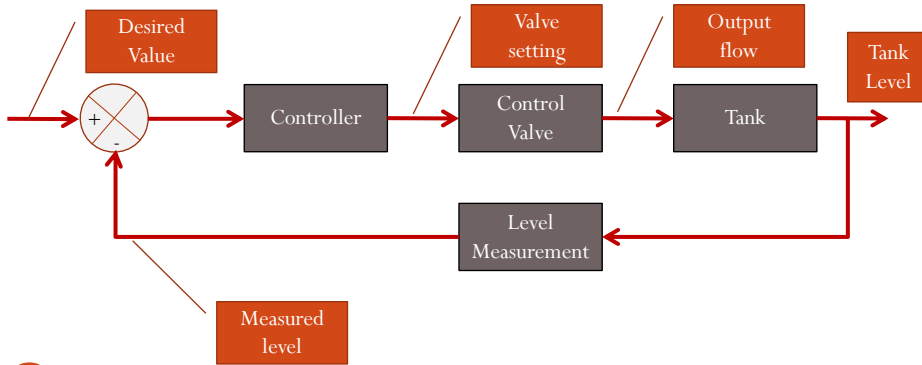 Desired
Value
Valve
setting
Output
flow
Tank
Level
+
-
Controller
Control
Valve
Tank
Level
Measurement
Measured
level